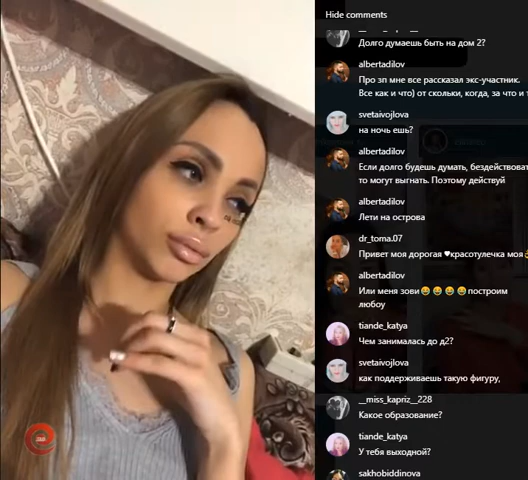 Hide comments
Долго думаешь быть на дом 2?
albertadilov
Про зп мне все рассказал экс-участник.
Все как и что) от скольки, когда, за что и т
svetaivojlova
на ночь ешь?
albertadilov
Если долго будешь думать, бездействоват
то могут выгнать. Поэтому действуй
albertadilov
Лети на острова
dr_toma.07
Привет моя дорогая ♥красотулечка моя
albertadilov
Или меня зови😂😂😂😂построим
любоу
tiande_katya
Чем занималась до д2?
svetaivojlova
как поддерживаешь такую фигуру,
__miss_kapriz__228
Какое образование?
tiande_katya
У тебя выходной?
sakhobiddinova